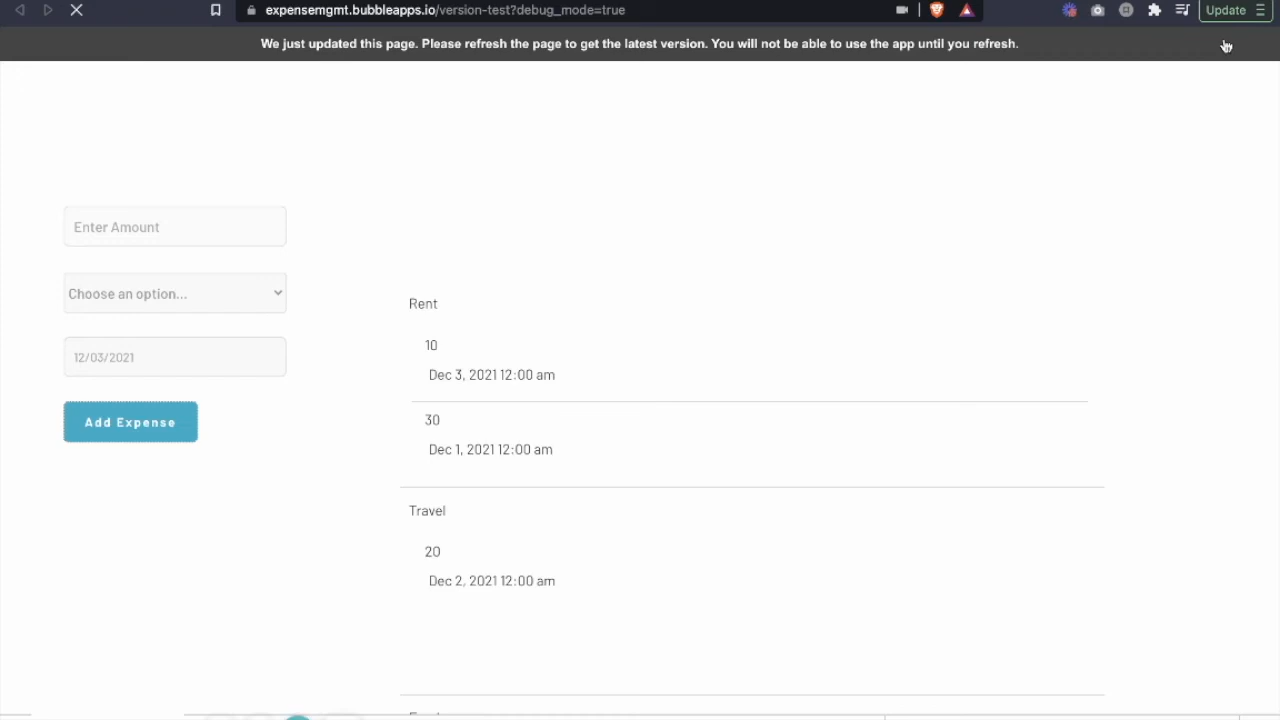 expensemgmt.bubbleapps.io/version-test?debug_mode=true
Update
We just updated this page. Please refresh the page to get the latest version. You will not be able to use the app until you refresh.
Enter Amount
Choose an option...
12/03/2021
Add Expense
Rent
10
Dec 3, 2021 12:00 am
30
Dec 1, 2021 12:00 am
Travel
20
Dec 2, 2021 12:00 am